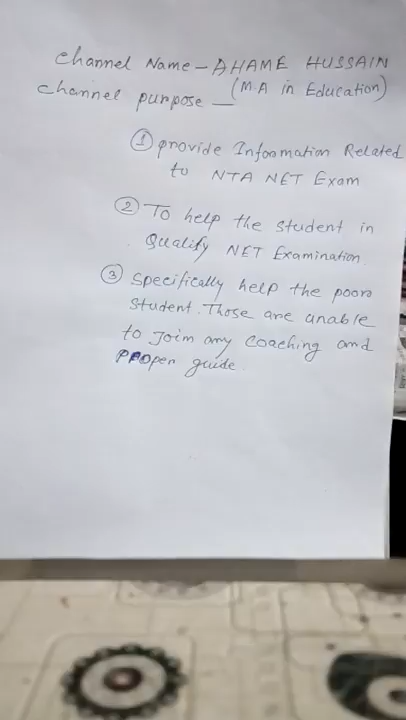 Channel Name - AHAME HUSSAIN
(M.A in Education)
Channel purpose —
① provide Information Related
to NTA NET Exam
② To help the student in
Qualify NET Examination.
③ Specifically help the poor
student. Those are unable
to Join any Coaching and
PROper guide.